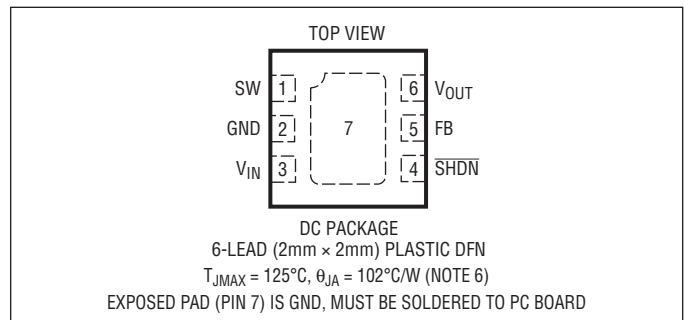 TOP VIEW
SW 1 6 VOUT
GND 2 7 5 FB
VIN 3 4 SHDN
DC PACKAGE
6-LEAD (2mm × 2mm) PLASTIC DFN
TJMAX = 125°C, θJA = 102°C/W (NOTE 6)
EXPOSED PAD (PIN 7) IS GND, MUST BE SOLDERED TO PC BOARD